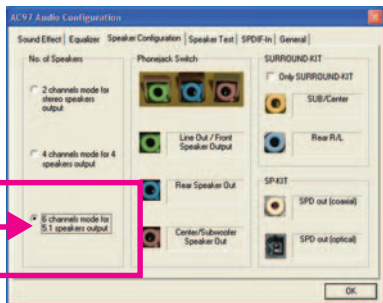 AC97 Audio Configuration
Sound Effect | Equalizer | Speaker Configuration | Speaker Test | SPDIF-In | General
No. of Speakers
2 channels mode for
stereo speakers
output
4 channels mode for 4
speakers output
6 channels mode for
5.1 speakers output
Phonejack Switch
Line Out / Front
Speaker Output
Rear Speaker Out
Center/Subwoofer
Speaker Out
SURROUND-KIT
Only SURROUND-KIT
SUB/Center
Rear R/L
SP-KIT
SPD out (coaxial)
SPD out (optical)
OK